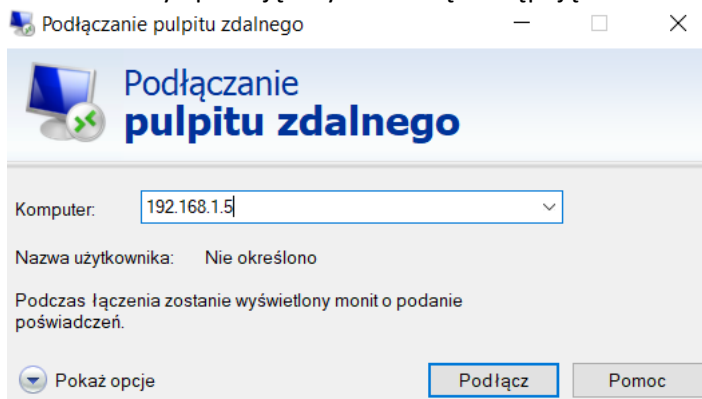 Podłączanie pulpitu zdalnego
Podłączanie
pulpitu zdalnego
Komputer: 192.168.1.5
Nazwa użytkownika: Nie określono
Podczas łączenia zostanie wyświetlony monit o podanie
poświadczeń.
Pokaż opcje Podłącz Pomoc